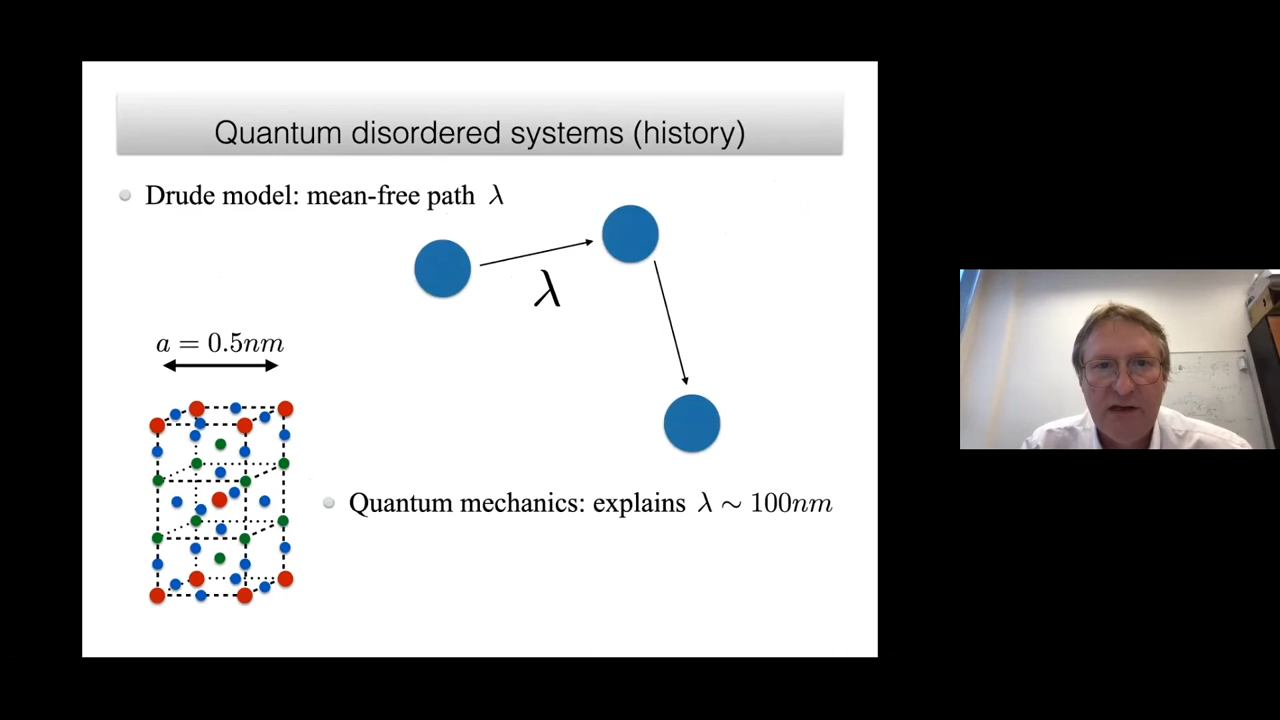 Quantum disordered systems (history)
Drude model: mean-free path λ
λ
a = 0.5nm
Quantum mechanics: explains λ ∼ 100nm